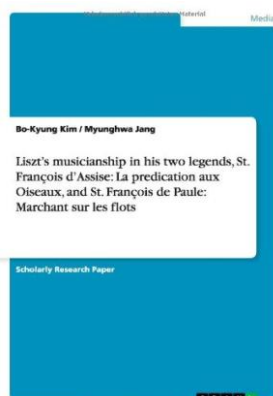 Media
Bo-Kyung Kim / Myunghwa Jang
Liszt's musicianship in his two legends, St.
François d'Assise: La predication aux
Oiseaux, and St. François de Paule:
Marchant sur les flots
Scholarly Research Paper